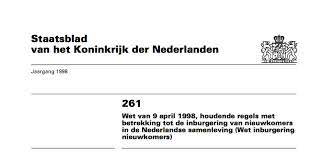 Staatsblad
van het Koninkrijk der Nederlanden
Jaargang 1998
261
Wet van 9 april 1998, houdende regels met
betrekking tot de inburgering van nieuwkomers
in de Nederlandse samenleving (Wet inburgering
nieuwkomers)